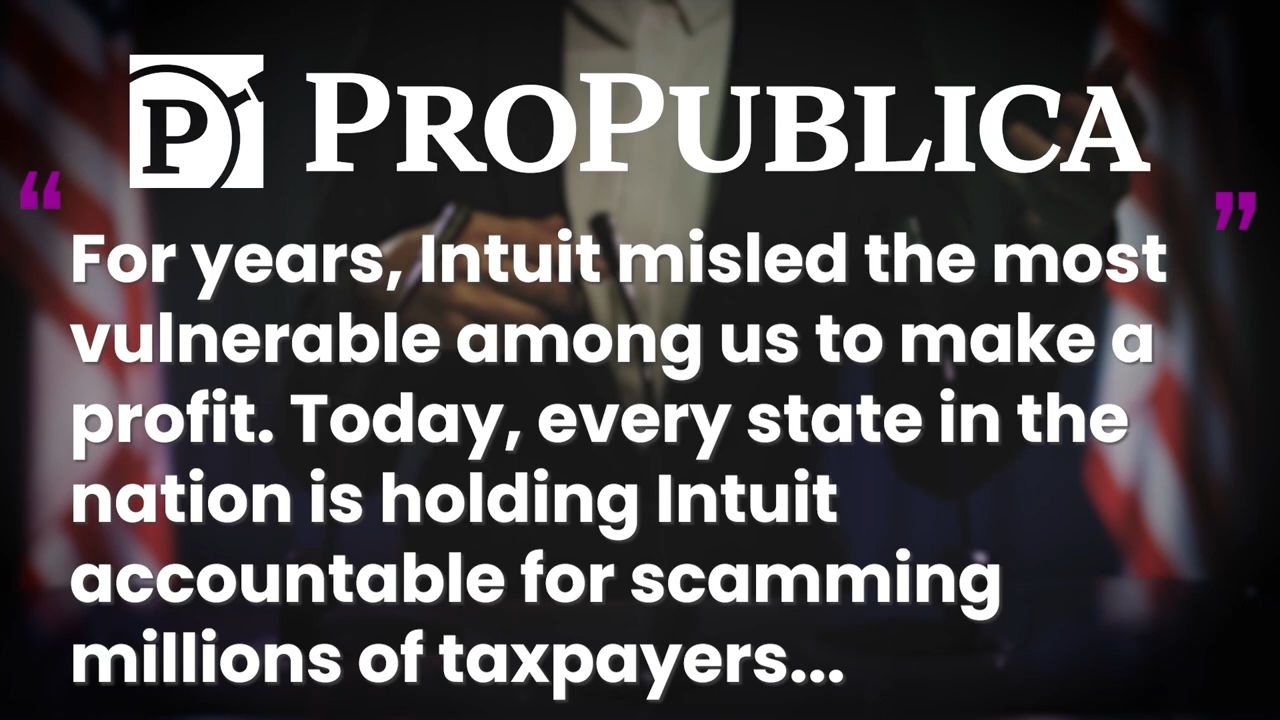 P PROPUBLICA
“ ”
For years, Intuit misled the most
vulnerable among us to make a
profit. Today, every state in the
nation is holding Intuit
accountable for scamming
millions of taxpayers...